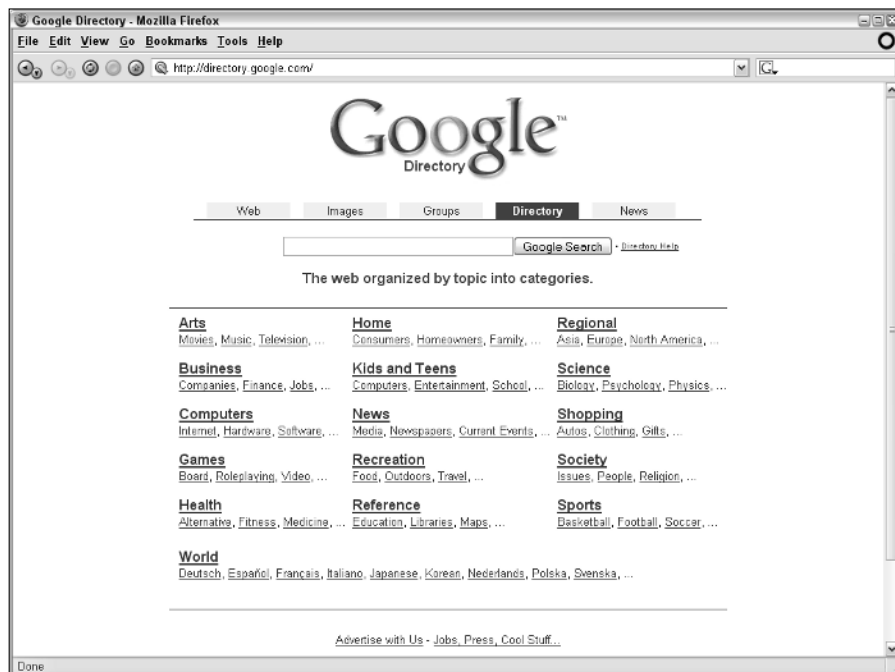 Google Directory - Mozilla Firefox
File Edit View Go Bookmarks Tools Help
http://directory.google.com/ G
Google™
Directory
Web Images Groups Directory News
Google Search • Directory Help
The web organized by topic into categories.
Arts Home Regional
Movies, Music, Television, ... Consumers, Homeowners, Family, ... Asia, Europe, North America, ...
Business Kids and Teens Science
Companies, Finance, Jobs, ... Computers, Entertainment, School, ... Biology, Psychology, Physics, ...
Computers News Shopping
Internet, Hardware, Software, ... Media, Newspapers, Current Events, ... Autos, Clothing, Gifts, ...
Games Recreation Society
Board, Roleplaying, Video, ... Food, Outdoors, Travel, ... Issues, People, Religion, ...
Health Reference Sports
Alternative, Fitness, Medicine, ... Education, Libraries, Maps, ... Basketball, Football, Soccer, ...
World
Deutsch, Español, Français, Italiano, Japanese, Korean, Nederlands, Polska, Svenska, ...
Advertise with Us - Jobs, Press, Cool Stuff...
Done